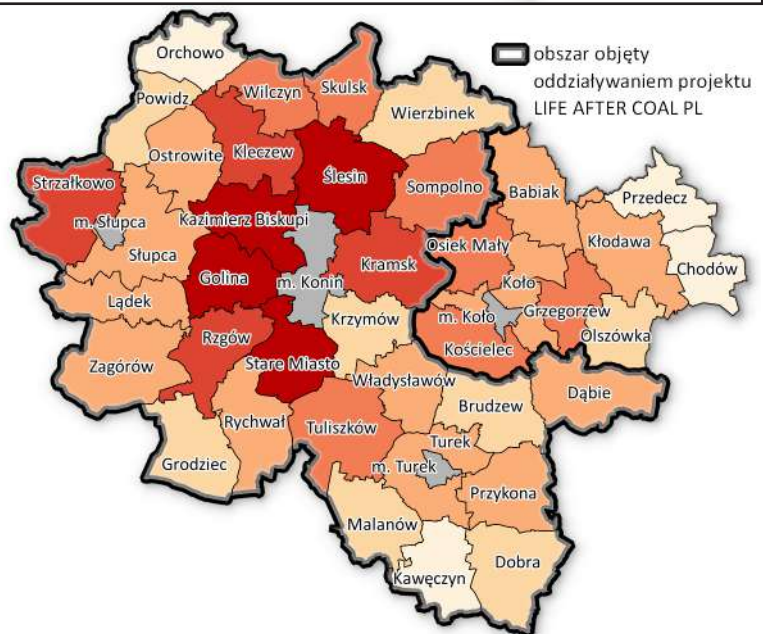 Orchowo
obszar objęty
oddziaływaniem projektu
LIFE AFTER COAL PL
Wilczyn
Skulsk
Powidz
Wierzbinek
Ostrowite
Kleczew
Ślesin
Strzałkowo
Sompolno
Babiak
Przedecz
m. Słupca
Kazimierz Biskupi
Kłodawa
Słupca
Osiek Mały
Chodów
Golina
m. Konin
Kramsk
Koło
Lądek
Krzymów
m. Koło
Grzegorzew
Olszówka
Rzgów
Kościelec
Zagórów
Stare Miasto
Władysławów
Dąbie
Brudzew
Rychwał
Tuliszków
Turek
Grodziec
m. Turek
Przykona
Malanów
Dobra
Kawęczyn